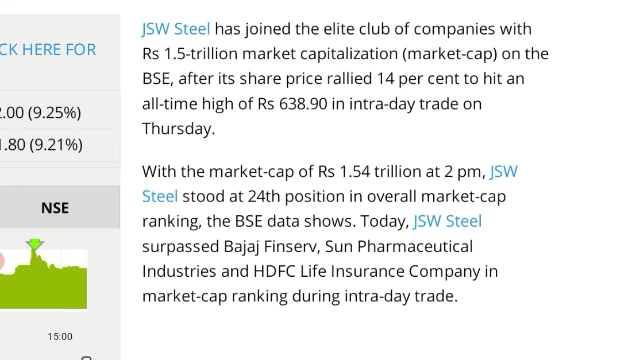 CK HERE FOR
2.00 (9.25%)
1.80 (9.21%)
NSE
15:00
JSW Steel has joined the elite club of companies with
Rs 1.5-trillion market capitalization (market-cap) on the
BSE, after its share price rallied 14 per cent to hit an
all-time high of Rs 638.90 in intra-day trade on
Thursday.
With the market-cap of Rs 1.54 trillion at 2 pm, JSW
Steel stood at 24th position in overall market-cap
ranking, the BSE data shows. Today, JSW Steel
surpassed Bajaj Finserv, Sun Pharmaceutical
Industries and HDFC Life Insurance Company in
market-cap ranking during intra-day trade.